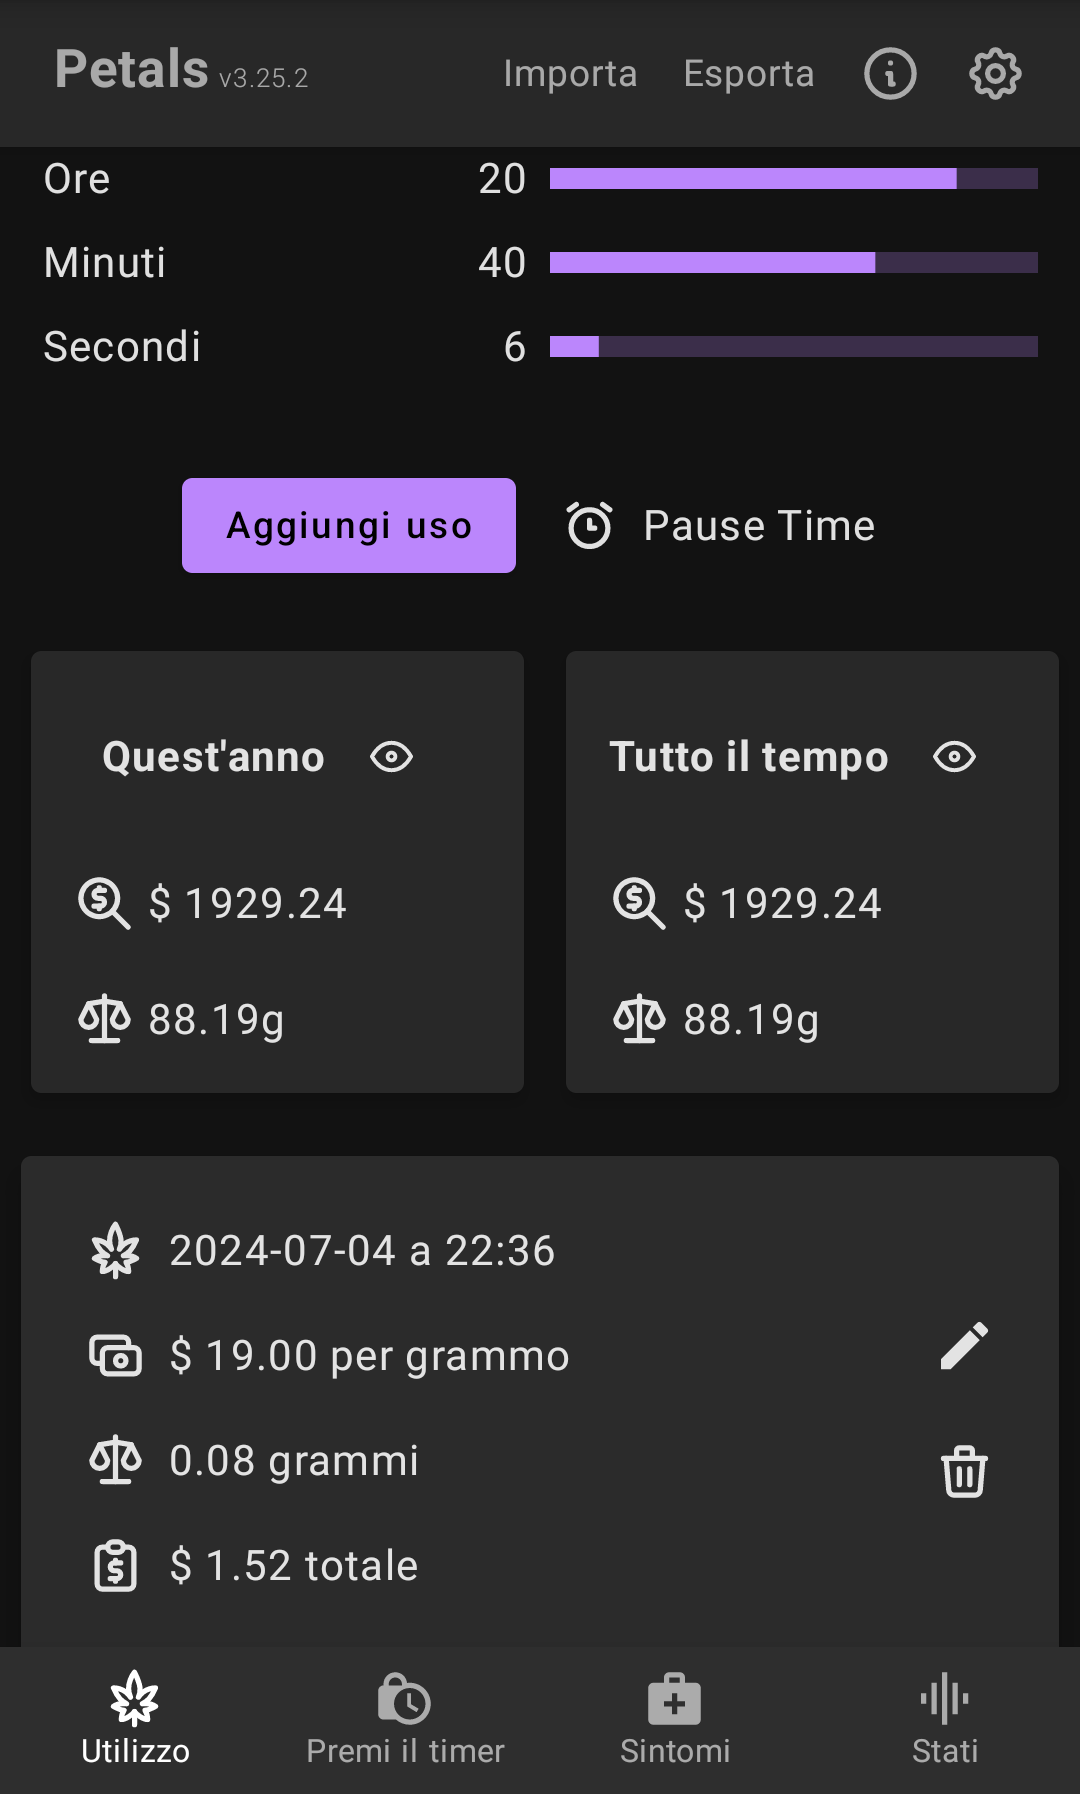 Petals v3.25.2 Importa Esporta
Ore 20
Minuti 40
Secondi 6
Aggiungi uso Pause Time
Quest'anno
$ 1929.24
88.19g
Tutto il tempo
$ 1929.24
88.19g
2024-07-04 a 22:36
$ 19.00 per grammo
0.08 grammi
$ 1.52 totale
Utilizzo Premi il timer Sintomi Stati